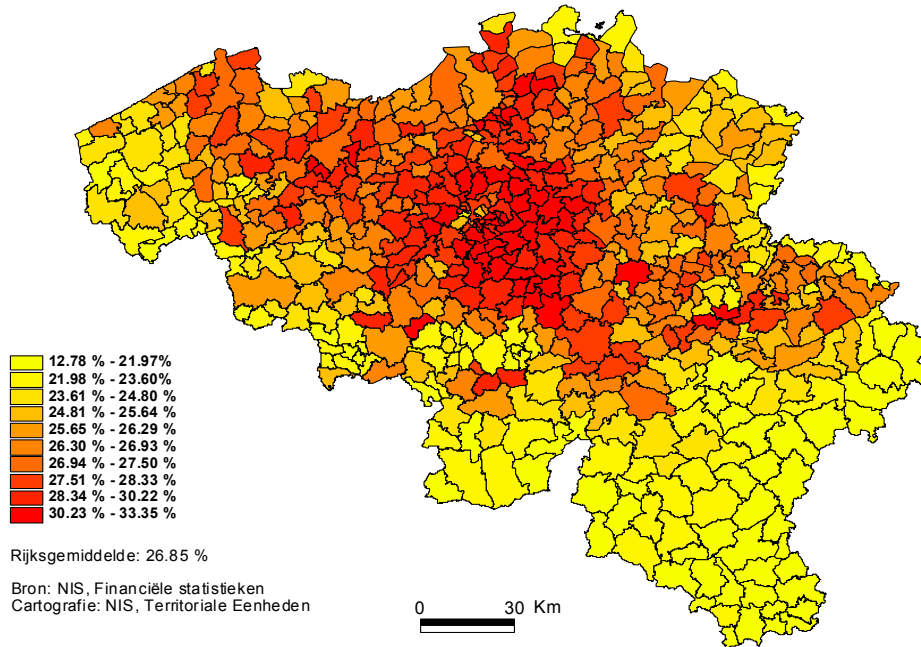 12.78 % - 21.97%
21.98 % - 23.60%
23.61 % - 24.80 %
24.81 % - 25.64 %
25.65 % - 26.29 %
26.30 % - 26.93 %
26.94 % - 27.50 %
27.51 % - 28.33 %
28.34 % - 30.22 %
30.23 % - 33.35 %
Rijksgemiddelde: 26.85 %
Bron: NIS, Financiële statistieken
Cartografie: NIS, Territoriale Eenheden
0 30 Km